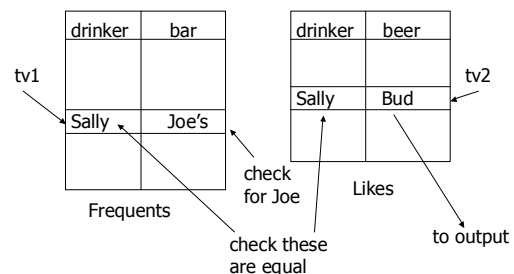 drinker bar
tv1
Sally Joe's
Frequents
check
for Joe
drinker beer
tv2
Sally Bud
Likes
check these
are equal
to output